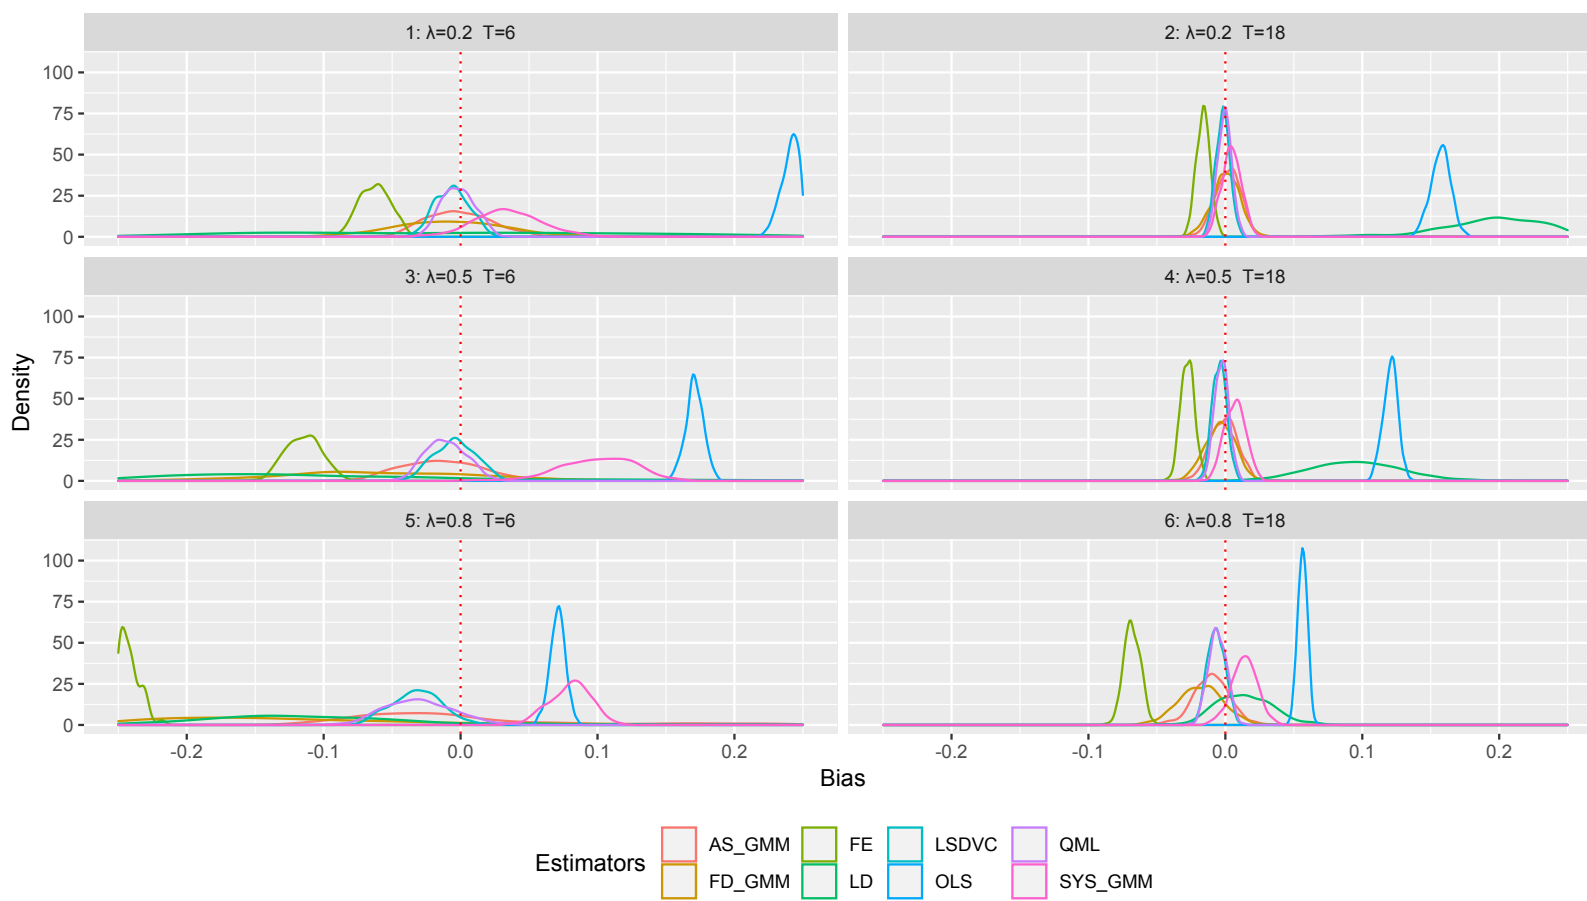 1: λ=0.2 T=6
2: λ=0.2 T=18
100
75
50
25
0
3: λ=0.5 T=6
4: λ=0.5 T=18
100
75
50
25
0
Density
5: λ=0.8 T=6
6: λ=0.8 T=18
100
75
50
25
0
-0.2 -0.1 0.0 0.1 0.2
-0.2 -0.1 0.0 0.1 0.2
Bias
Estimators
AS_GMM FE LSDVC QML
FD_GMM LD OLS SYS_GMM